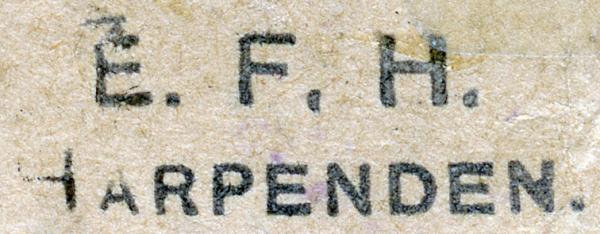 E. F. H.
HARPENDEN.